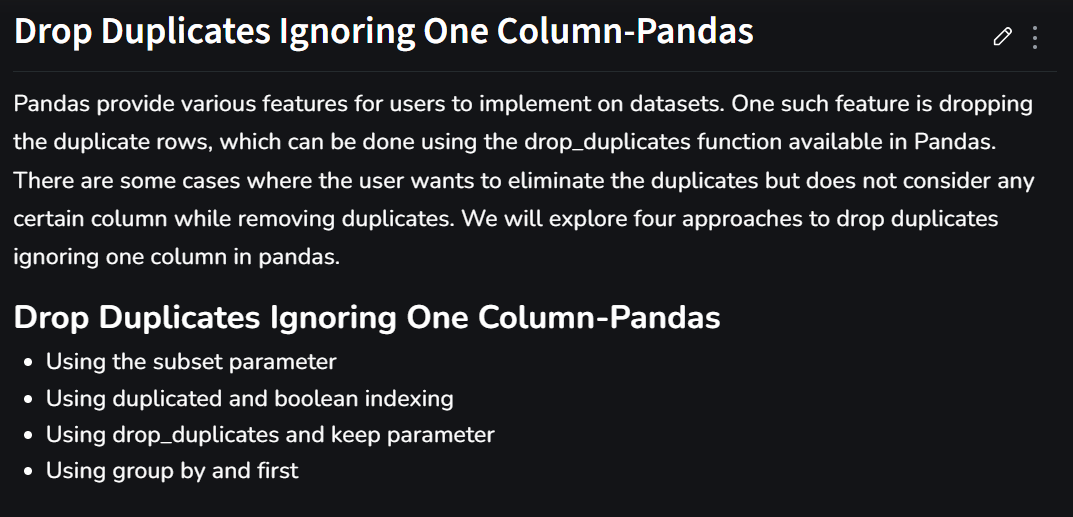 Drop Duplicates Ignoring One Column-Pandas
Pandas provide various features for users to implement on datasets. One such feature is dropping
the duplicate rows, which can be done using the drop_duplicates function available in Pandas.
There are some cases where the user wants to eliminate the duplicates but does not consider any
certain column while removing duplicates. We will explore four approaches to drop duplicates
ignoring one column in pandas.
Drop Duplicates Ignoring One Column-Pandas
• Using the subset parameter
• Using duplicated and boolean indexing
• Using drop_duplicates and keep parameter
• Using group by and first